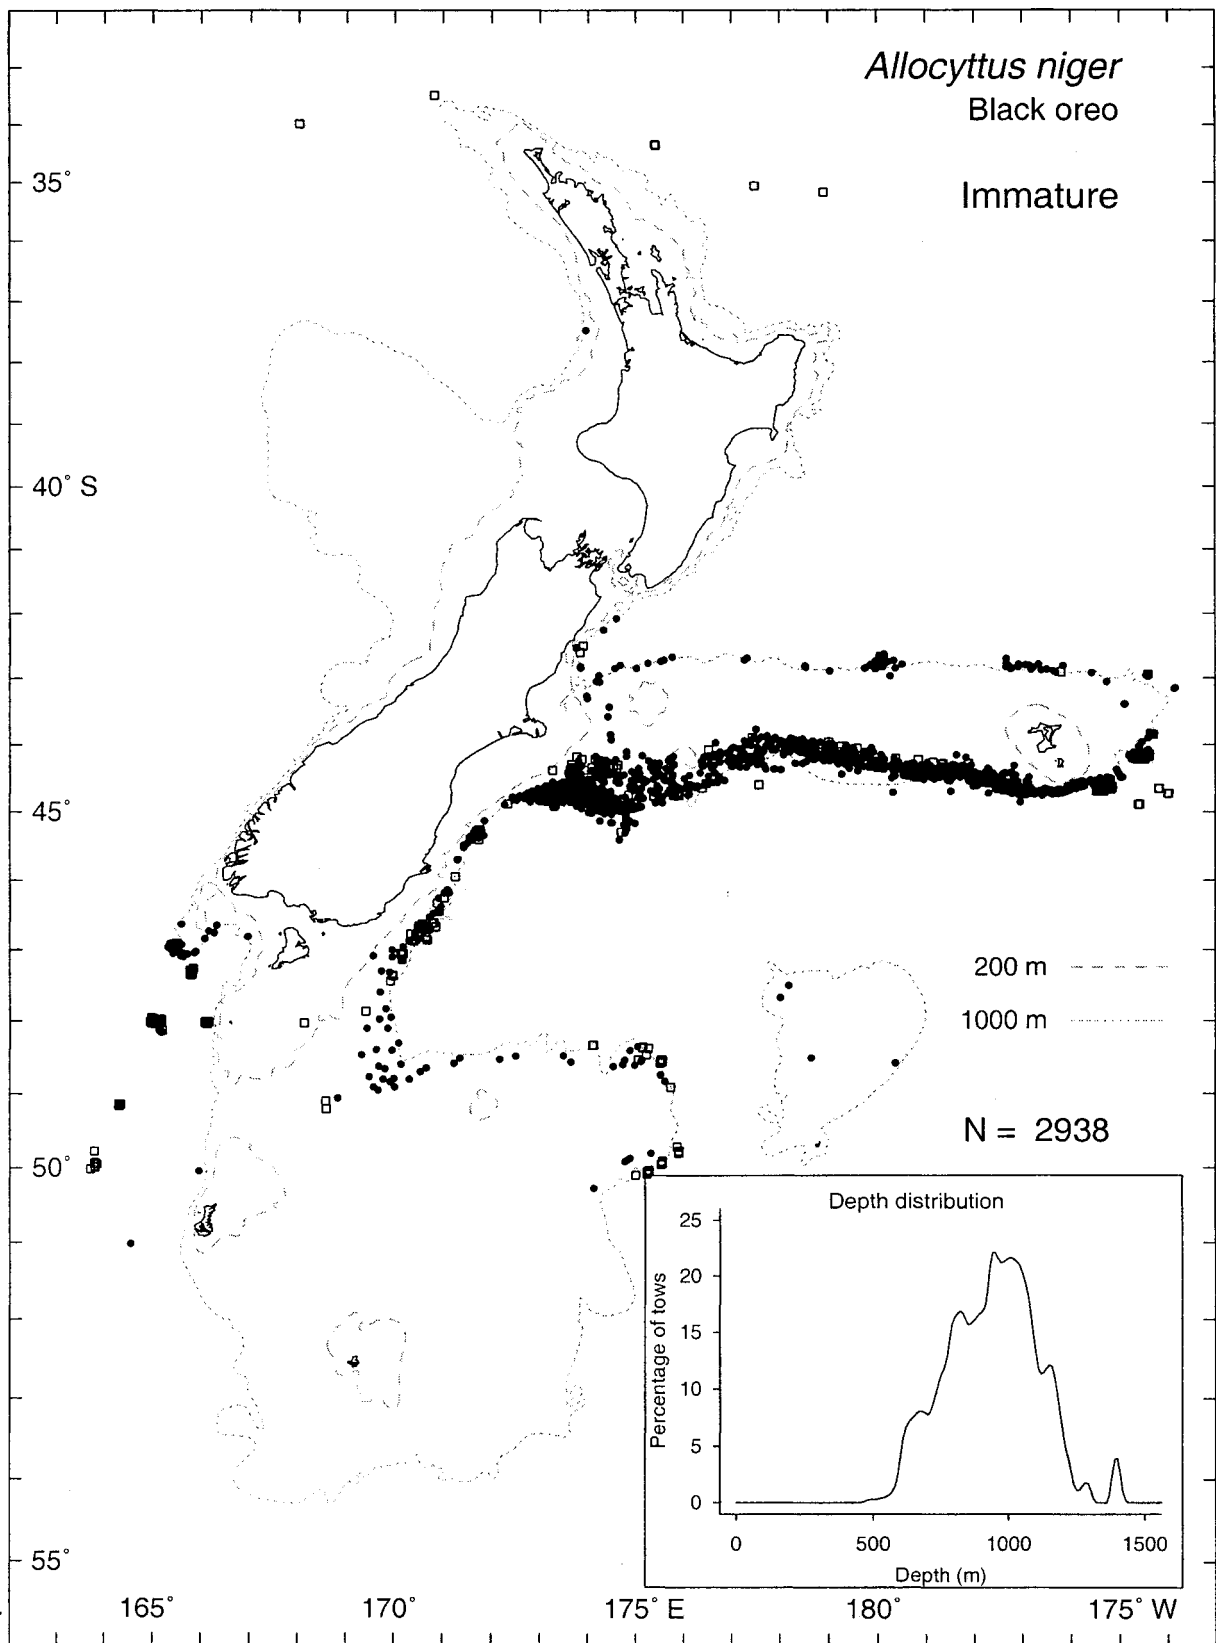 Allocyttus niger
Black oreo
Immature
35°
40° S
45°
200 m
1000 m
N = 2938
50°
Depth distribution
25
20
15
10
5
0
Percentage of tows
0 500 1000 1500
Depth (m)
55°
165° 170° 175° E 180° 175° W